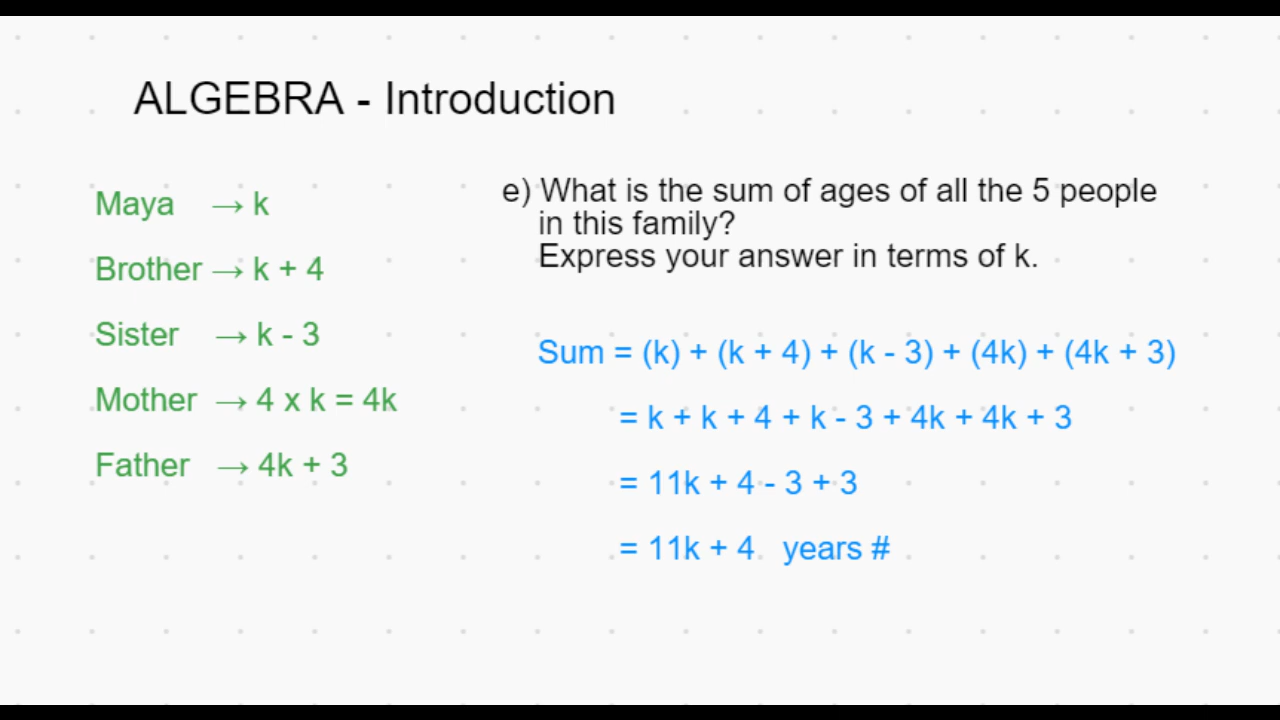 ALGEBRA - Introduction
Maya → k
Brother → k + 4
Sister → k - 3
Mother → 4 x k = 4k
Father → 4k + 3
e) What is the sum of ages of all the 5 people
in this family?
Express your answer in terms of k.
Sum = (k) + (k + 4) + (k - 3) + (4k) + (4k + 3)
= k + k + 4 + k - 3 + 4k + 4k + 3
= 11k + 4 - 3 + 3
= 11k + 4 years #